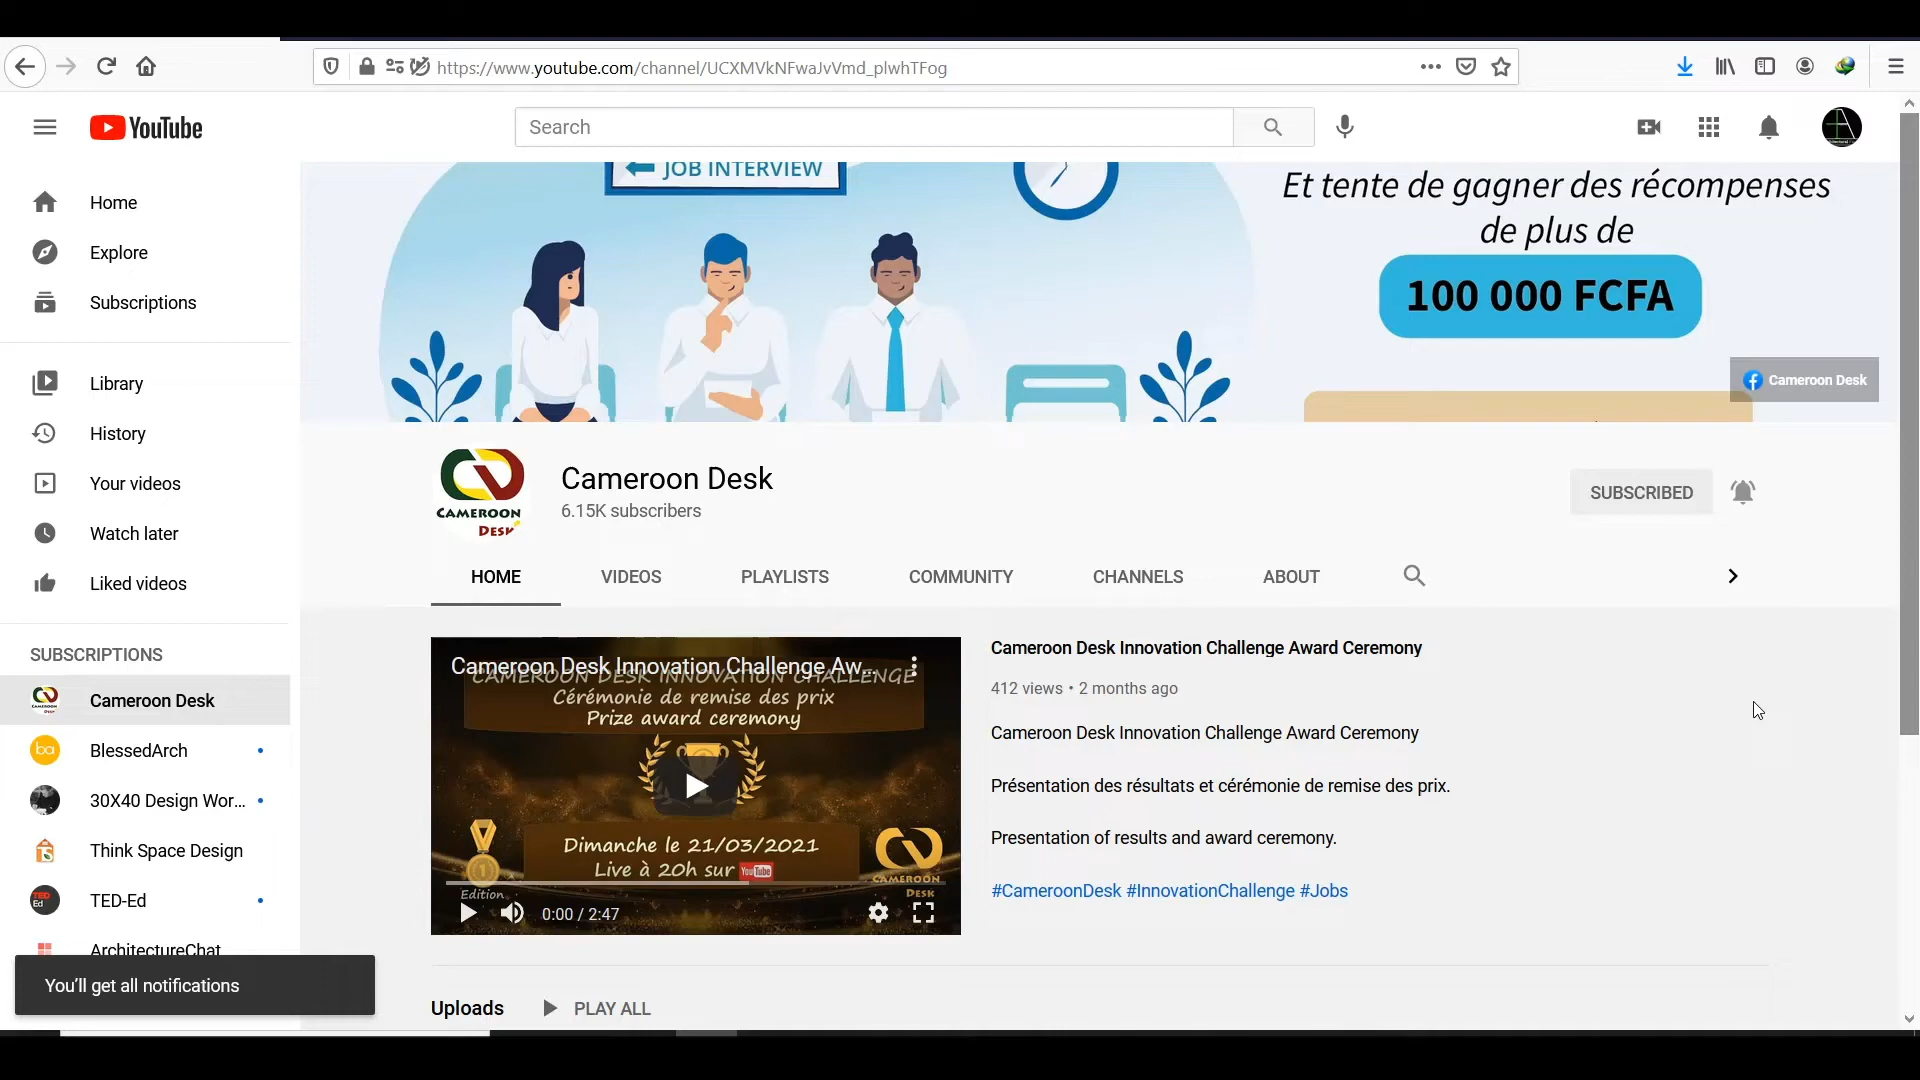 https://www.youtube.com/channel/UCXMVkNFwaJvVmd_plwhTFog
YouTube
Search
Home
Explore
Subscriptions
Library
History
Your videos
Watch later
Liked videos
SUBSCRIPTIONS
Cameroon Desk
BlessedArch
30X40 Design Wor...
Think Space Design
TED-Ed
ArchitectureChat
You'll get all notifications
JOB INTERVIEW
Et tente de gagner des récompenses
de plus de
100 000 FCFA
Cameroon Desk
CAMEROON
DESK
Cameroon Desk
6.15K subscribers
SUBSCRIBED
HOME
VIDEOS
PLAYLISTS
COMMUNITY
CHANNELS
ABOUT
Cameroon Desk Innovation Challenge Aw...
CAMEROON DESK INNOVATION CHALLENGE
Cérémonie de remise des prix
Prize award ceremony
Dimanche le 21/03/2021
Live à 20h sur YouTube
1
Edition
CAMEROON
DESK
0:00 / 2:47
Cameroon Desk Innovation Challenge Award Ceremony
412 views • 2 months ago
Cameroon Desk Innovation Challenge Award Ceremony
Présentation des résultats et cérémonie de remise des prix.
Presentation of results and award ceremony.
#CameroonDesk #InnovationChallenge #Jobs
Uploads
PLAY ALL